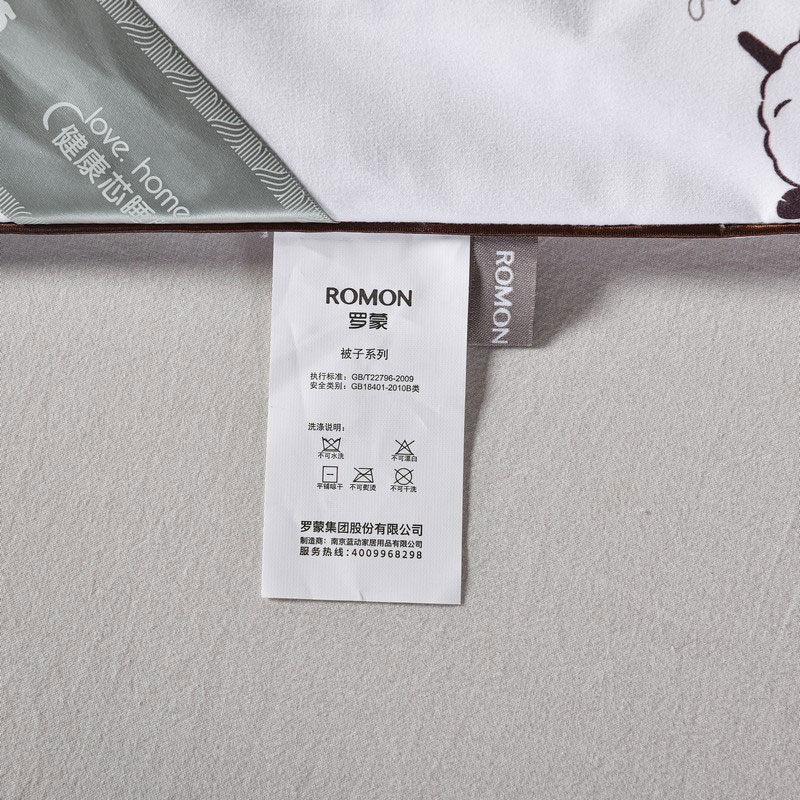 love. home
健康芯睡
ROMON
罗蒙
ROMON
被子系列
执行标准：GB/T22796-2009
安全类别：GB18401-2010B类
洗涤说明：
不可水洗 不可漂白
平铺晾干 不可熨烫 不可干洗
罗蒙集团股份有限公司
制造商：南京蓝动家居用品有限公司
服务热线：4009968298